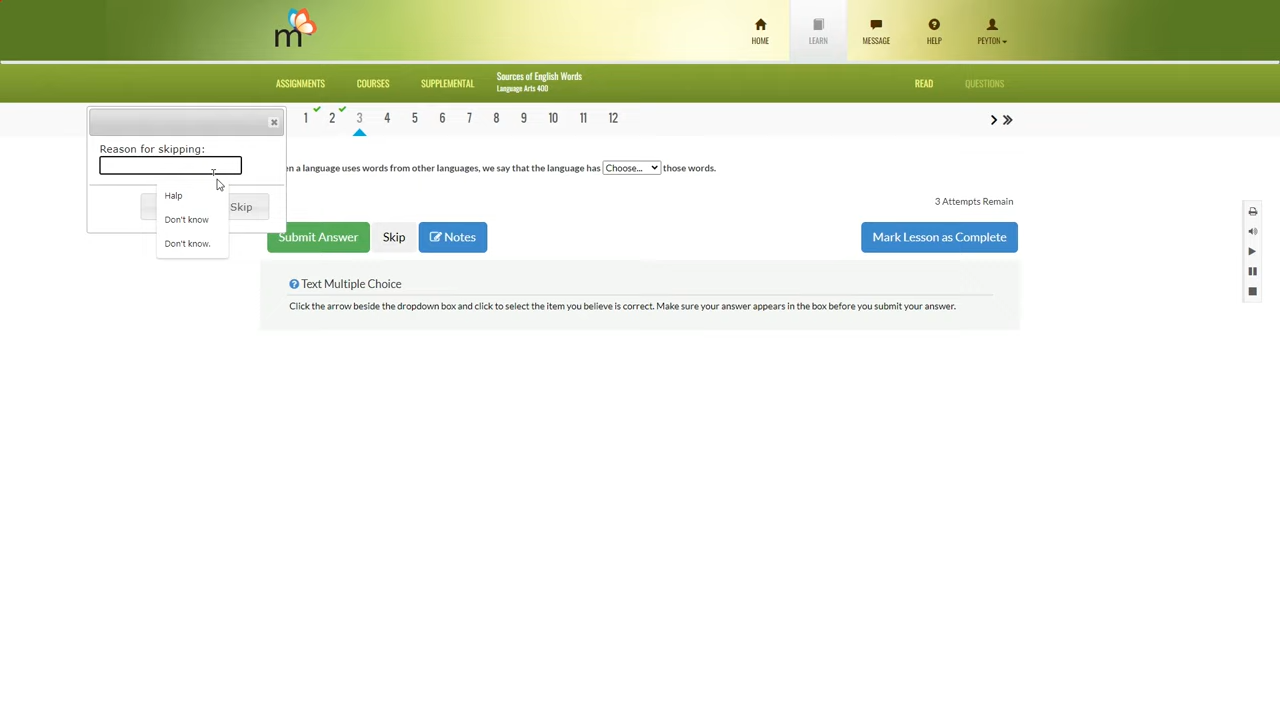 m
HOME
LEARN
MESSAGE
HELP
PEYTON
ASSIGNMENTS
COURSES
SUPPLEMENTAL
Sources of English Words
Language Arts 400
READ
QUESTIONS
1 2 3 4 5 6 7 8 9 10 11 12
Reason for skipping:
Halp
Don't know
Don't know.
Skip
a language uses words from other languages, we say that the language has Choose... those words.
3 Attempts Remain
Submit Answer
Skip
Notes
Mark Lesson as Complete
Text Multiple Choice
Click the arrow beside the dropdown box and click to select the item you believe is correct. Make sure your answer appears in the box before you submit your answer.